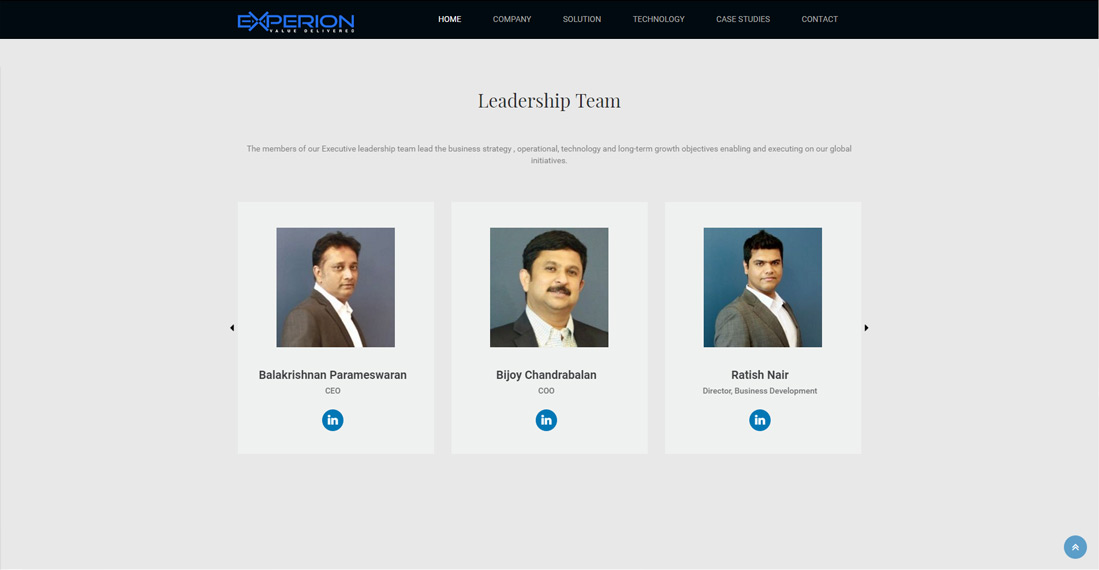 EXPERION
VALUE DELIVERED
HOME COMPANY SOLUTION TECHNOLOGY CASE STUDIES CONTACT
Leadership Team
The members of our Executive leadership team lead the business strategy , operational, technology and long-term growth objectives enabling and executing on our global
initiatives.
Balakrishnan Parameswaran
CEO
in
Bijoy Chandrabalan
COO
in
Ratish Nair
Director, Business Development
in